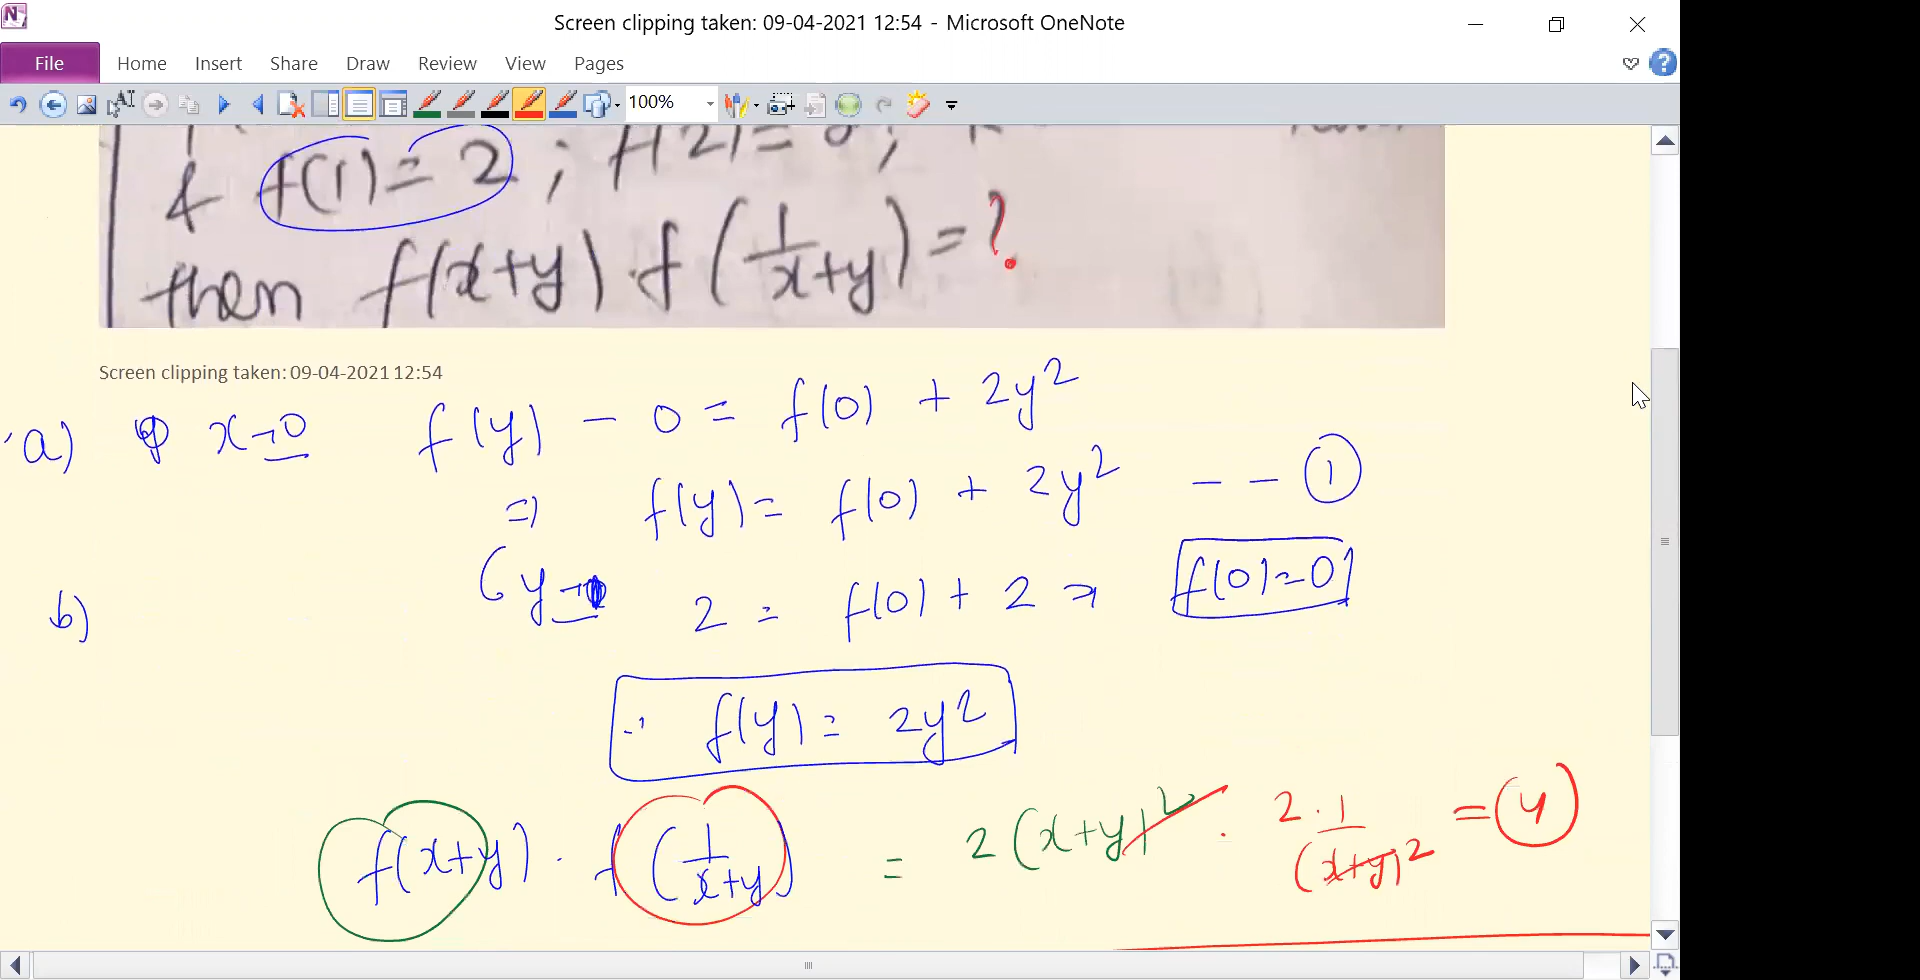 Screen clipping taken: 09-04-2021 12:54 - Microsoft OneNote
File Home Insert Share Draw Review View Pages
100%
& f(1) = 2 ; f(2) = 8 ;
then f(x+y) . f(1/x+y) = ?
Screen clipping taken: 09-04-2021 12:54
a) x→0 f(y) - 0 = f(0) + 2y²
⇒ f(y) = f(0) + 2y² - - ①
(y→1 2 = f(0) + 2 ⇒ f(0) = 0
b)
∴ f(y) = 2y²
f(x+y) . f(1/x+y) = 2(x+y)² . 2 . 1/(x+y)² = 4